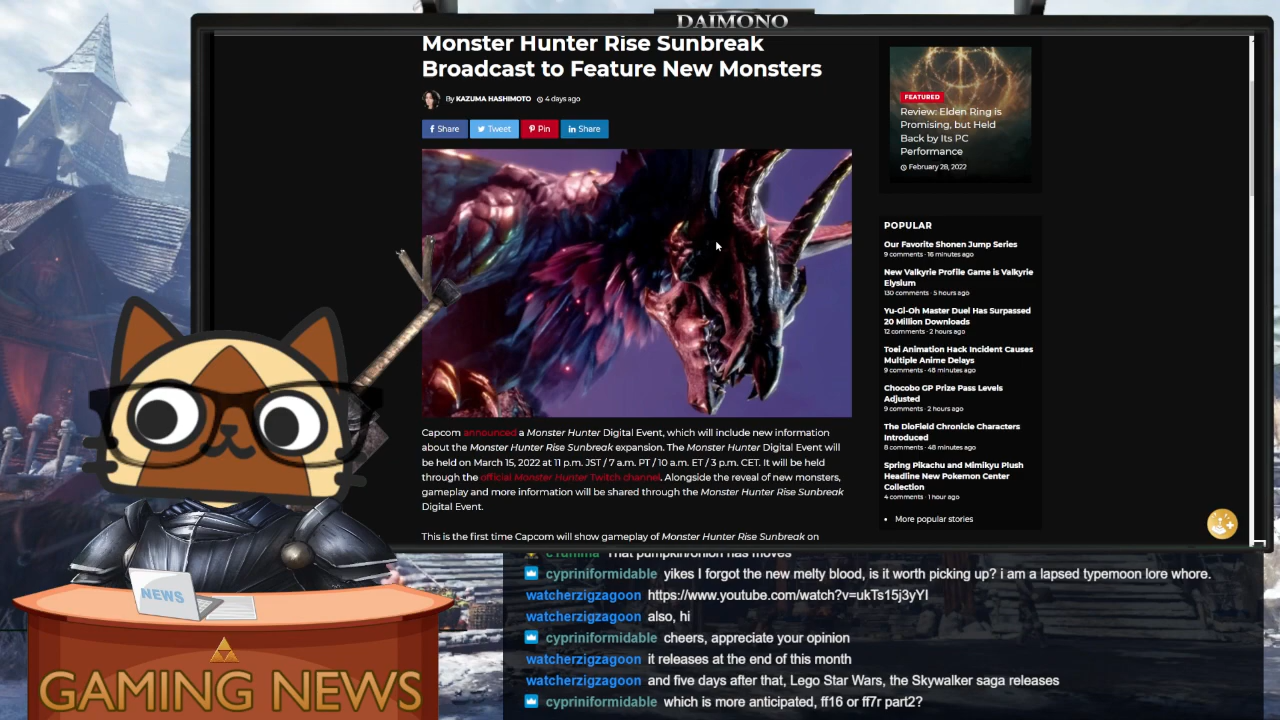 DAIMONO
Monster Hunter Rise Sunbreak
Broadcast to Feature New Monsters
By KAZUMA HASHIMOTO 4 days ago
Share Tweet Pin Share
FEATURED
Review: Elden Ring is
Promising, but Held
Back by Its PC
Performance
February 28, 2022
POPULAR
Our Favorite Shonen Jump Series
9 comments · 16 minutes ago
New Valkyrie Profile Game is Valkyrie
Elysium
130 comments · 5 hours ago
Yu-Gi-Oh Master Duel Has Surpassed
20 Million Downloads
12 comments · 2 hours ago
Toei Animation Hack Incident Causes
Multiple Anime Delays
9 comments · 48 minutes ago
Chocobo GP Prize Pass Levels
Adjusted
9 comments · 2 hours ago
The DioField Chronicle Characters
Introduced
8 comments · 48 minutes ago
Spring Pikachu and Mimikyu Plush
Headline New Pokemon Center
Collection
4 comments · 1 hour ago
More popular stories
Capcom announced a Monster Hunter Digital Event, which will include new information
about the Monster Hunter Rise Sunbreak expansion. The Monster Hunter Digital Event will
be held on March 15, 2022 at 11 p.m. JST / 7 a.m. PT / 10 a.m. ET / 3 p.m. CET. It will be held
through the official Monster Hunter Twitch channel. Alongside the reveal of new monsters,
gameplay and more information will be shared through the Monster Hunter Rise Sunbreak
Digital Event.
This is the first time Capcom will show gameplay of Monster Hunter Rise Sunbreak on
That pumpkin/onion has moves
cypriniformidable yikes I forgot the new melty blood, is it worth picking up? i am a lapsed typemoon lore whore.
watcherzigzagoon https://www.youtube.com/watch?v=ukTs15j3yYI
watcherzigzagoon also, hi
cypriniformidable cheers, appreciate your opinion
watcherzigzagoon it releases at the end of this month
watcherzigzagoon and five days after that, Lego Star Wars, the Skywalker saga releases
cypriniformidable which is more anticipated, ff16 or ff7r part2?
NEWS
GAMING NEWS